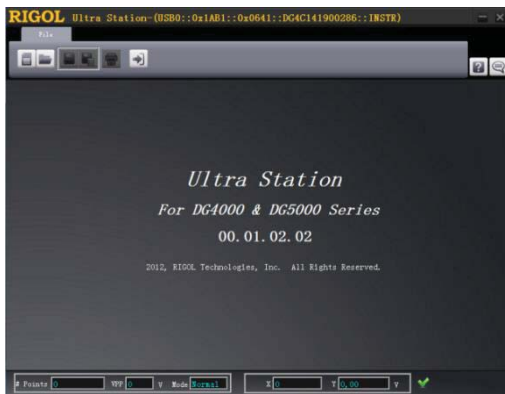 RIGOL Ultra Station-(USB0::0x1AB1::0x0641::DG4C141900286::INSTR)
File
Ultra Station
For DG4000 & DG5000 Series
00.01.02.02
2012, RIGOL Technologies, Inc. All Rights Reserved.
# Points 0 VPP 0 V Mode Normal X 0 Y 0,00 V